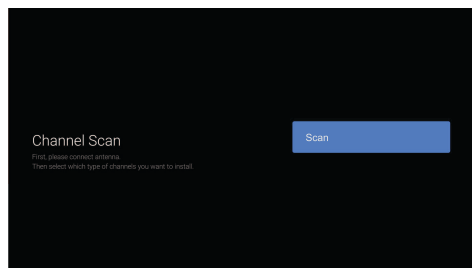 Channel Scan
Scan
First, please connect antenna.
Then select which type of channels you want to install.